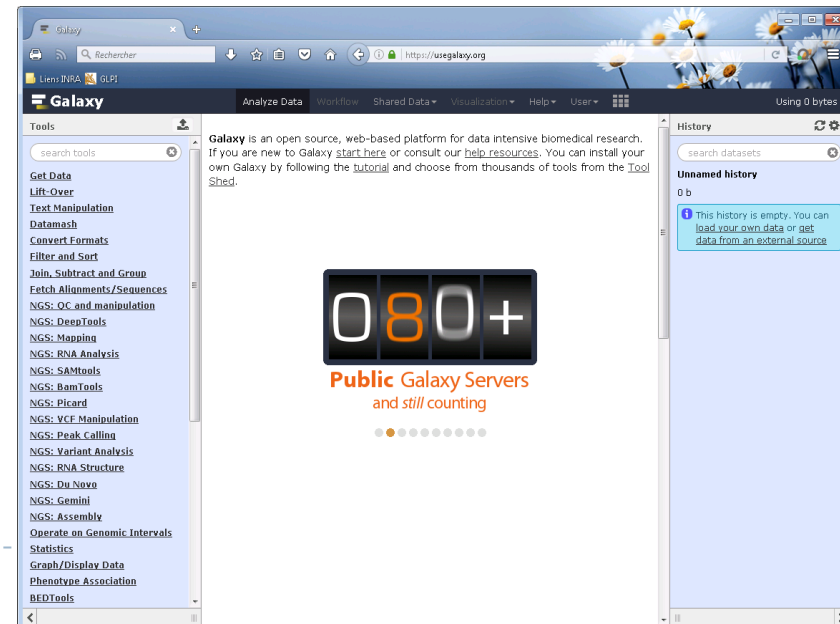 Galaxy
Rechercher
https://usegalaxy.org
Liens INRA GLPI
Galaxy
Analyze Data Workflow Shared Data Visualization Help User
Using 0 bytes
Tools
search tools
Get Data
Lift-Over
Text Manipulation
Datamash
Convert Formats
Filter and Sort
Join, Subtract and Group
Fetch Alignments/Sequences
NGS: QC and manipulation
NGS: DeepTools
NGS: Mapping
NGS: RNA Analysis
NGS: SAMtools
NGS: BamTools
NGS: Picard
NGS: VCF Manipulation
NGS: Peak Calling
NGS: Variant Analysis
NGS: RNA Structure
NGS: Du Novo
NGS: Gemini
NGS: Assembly
Operate on Genomic Intervals
Statistics
Graph/Display Data
Phenotype Association
BEDTools
Galaxy is an open source, web-based platform for data intensive biomedical research.
If you are new to Galaxy start here or consult our help resources. You can install your
own Galaxy by following the tutorial and choose from thousands of tools from the Tool
Shed.
080+
Public Galaxy Servers
and still counting
History
search datasets
Unnamed history
0 b
This history is empty. You can
load your own data or get
data from an external source